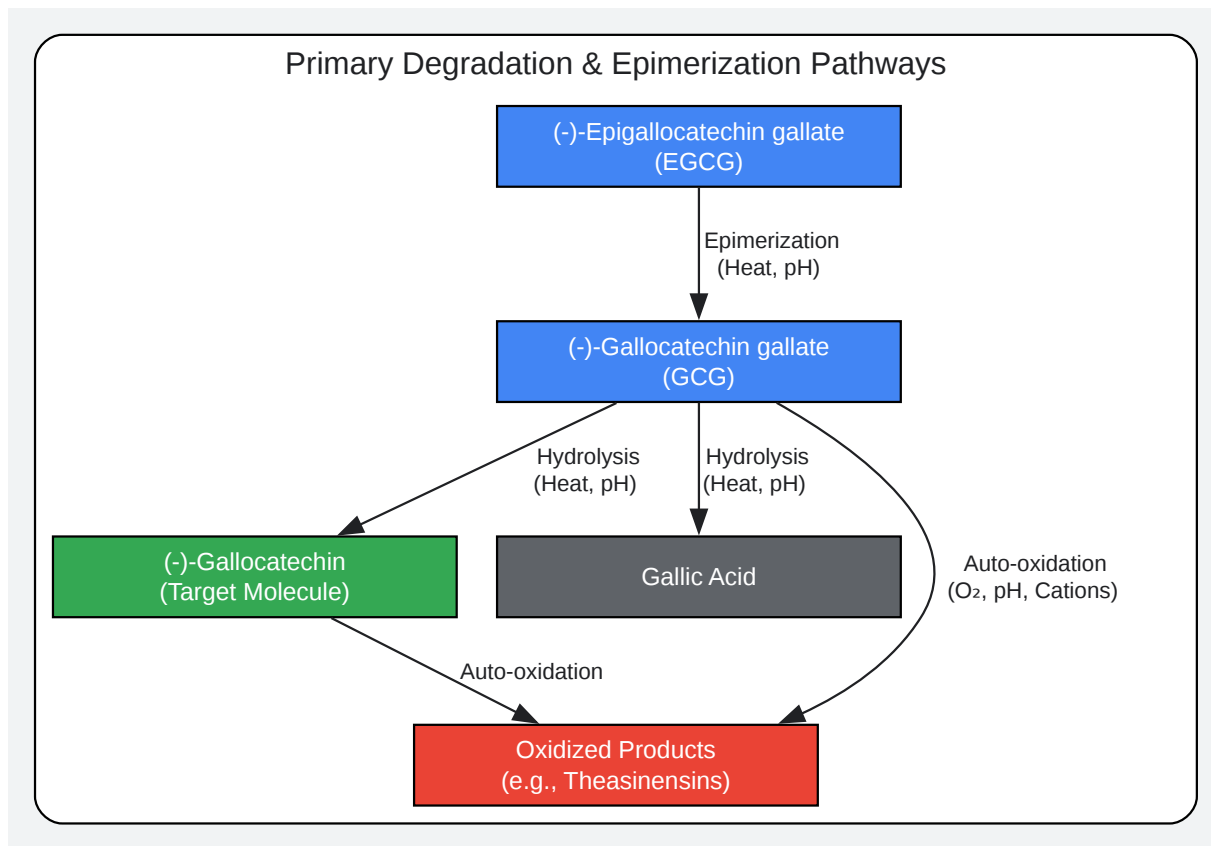 Primary Degradation & Epimerization Pathways
(-)-Epigallocatechin gallate
(EGCG)
Epimerization
(Heat, pH)
(-)-Gallocatechin gallate
(GCG)
Hydrolysis
(Heat, pH)
Hydrolysis
(Heat, pH)
(-)-Gallocatechin
(Target Molecule)
Gallic Acid
Auto-oxidation
(O₂, pH, Cations)
Auto-oxidation
Oxidized Products
(e.g., Theasinensins)